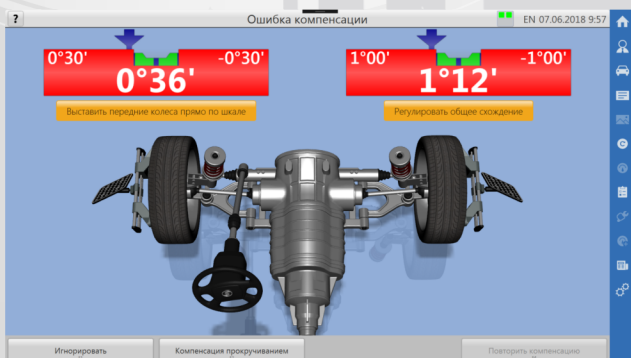 ?
Ошибка компенсации
EN 07.06.2018 9:57
0°30' -0°30'
0°36'
1°00' -1°00'
1°12'
Выставить передние колеса прямо по шкале
Регулировать общее схождение
Игнорировать
Компенсация прокручиванием
Повторить компенсацию